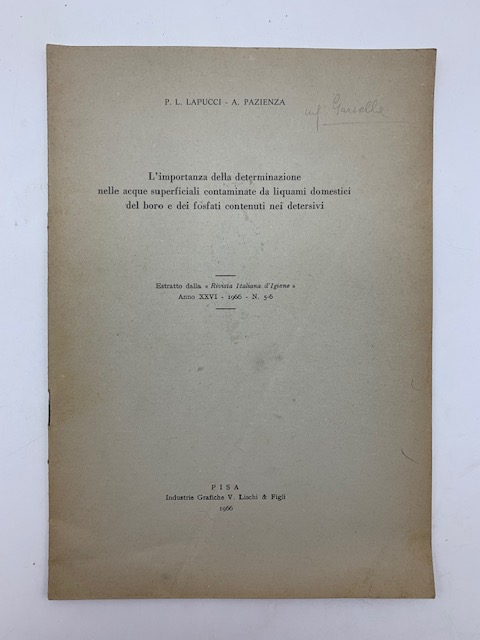 P. L. LAPUCCI - A. PAZIENZA
L'importanza della determinazione
nelle acque superficiali contaminate da liquami domestici
del boro e dei fosfati contenuti nei detersivi
Estratto dalla « Rivista Italiana d'Igiene »
Anno XXVI - 1966 - N. 5-6
PISA
Industrie Grafiche V. Lischi & Figli
1966